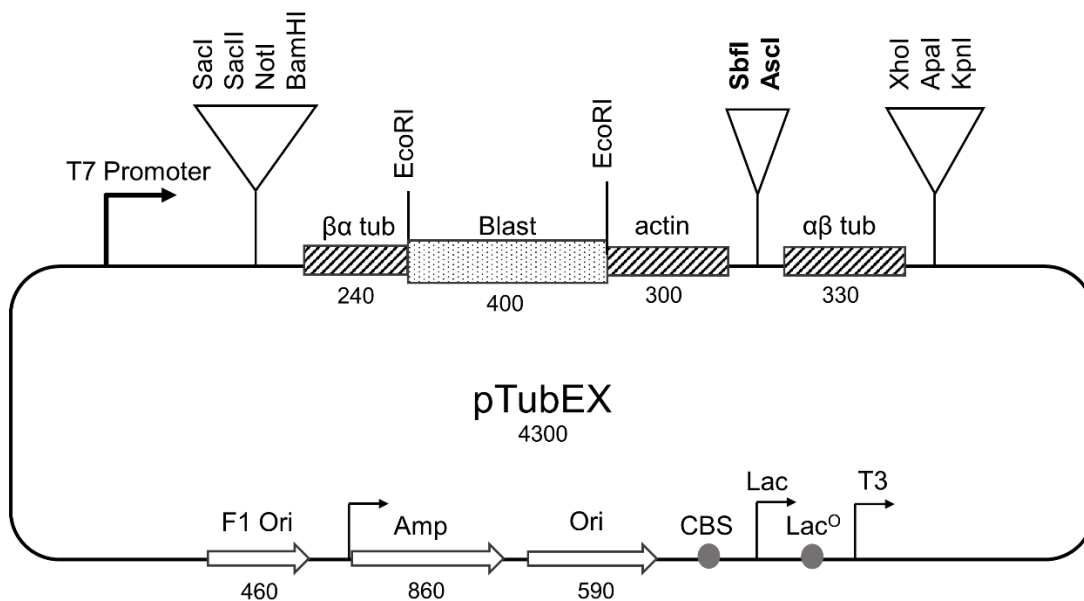 SacI
SacII
NotI
BamHI
SbfI
AscI
XhoI
ApaI
KpnI
EcoRI
EcoRI
T7 Promoter
βα tub
Blast
actin
αβ tub
240
400
300
330
pTubEX
4300
Lac
T3
F1 Ori
Amp
Ori
CBS
Lac^O
460
860
590